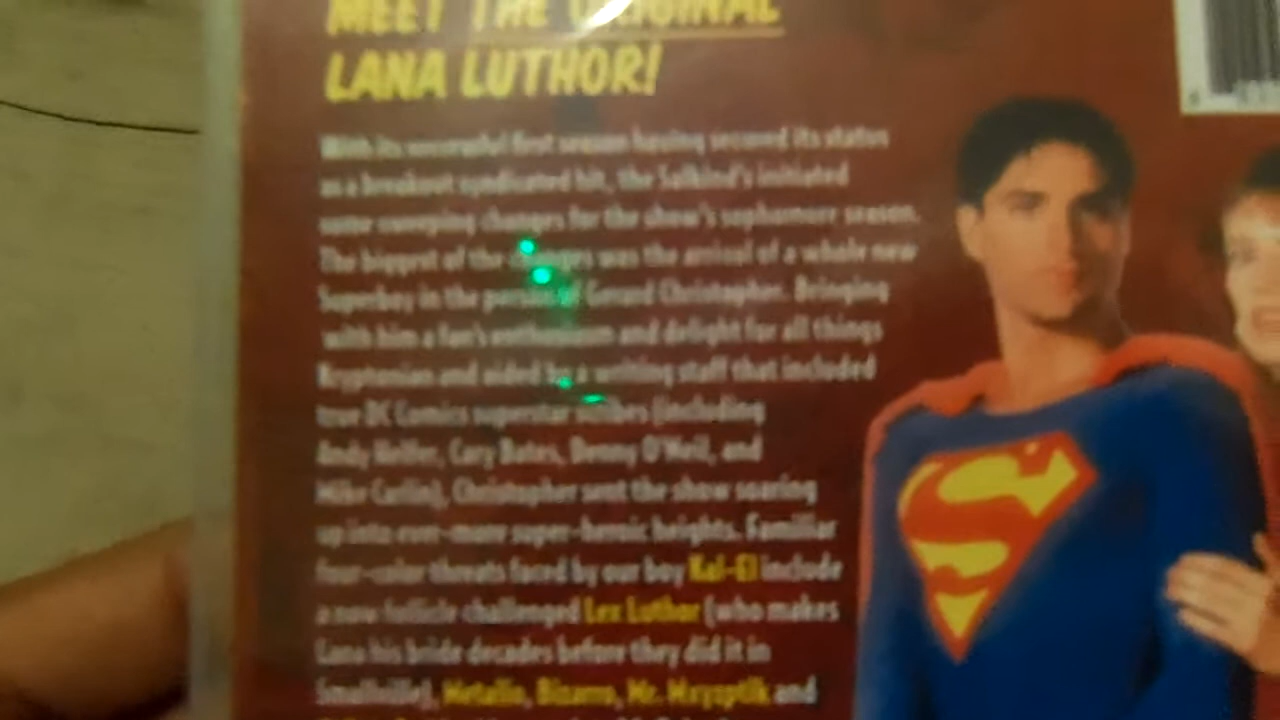 MEET THE ORIGINAL
LANA LUTHOR!
With its successful first season having secured its status
as a breakout syndicated hit, the Salkind's initiated
some sweeping changes for the show's sophomore season.
The biggest of the changes was the arrival of a whole new
Superboy in the person of Gerard Christopher. Bringing
with him a fan's enthusiasm and delight for all things
Kryptonian and aided by a writing staff that included
true DC Comics superstar scribes (including
Andy Helfer, Cary Bates, Denny O'Neil, and
Mike Carlin), Christopher sent the show soaring
up into ever-more super-heroic heights. Familiar
four-color threats faced by our boy Kal-El include
a now follicle challenged Lex Luthor (who makes
Lana his bride decades before they did it in
Smallville), Metallo, Bizarro, Mr. Mxyzptlk and